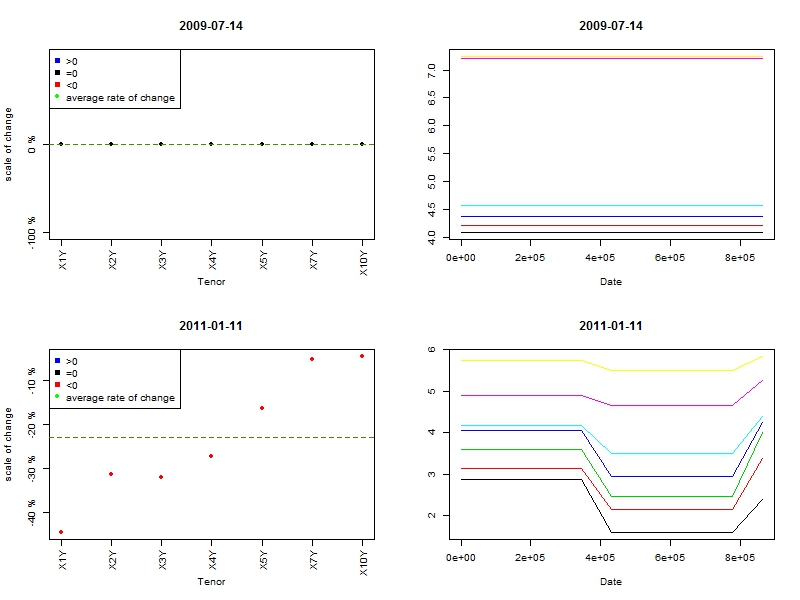 2009-07-14
>0
=0
<0
average rate of change
scale of change
0 %
-100 %
X1Y
X2Y
X3Y
X4Y
X5Y
X7Y
X10Y
Tenor
2009-07-14
7.0
6.5
6.0
5.5
5.0
4.5
4.0
0e+00
2e+05
4e+05
6e+05
8e+05
Date
2011-01-11
>0
=0
<0
average rate of change
scale of change
-10 %
-20 %
-30 %
-40 %
X1Y
X2Y
X3Y
X4Y
X5Y
X7Y
X10Y
Tenor
2011-01-11
6
5
4
3
2
0e+00
2e+05
4e+05
6e+05
8e+05
Date